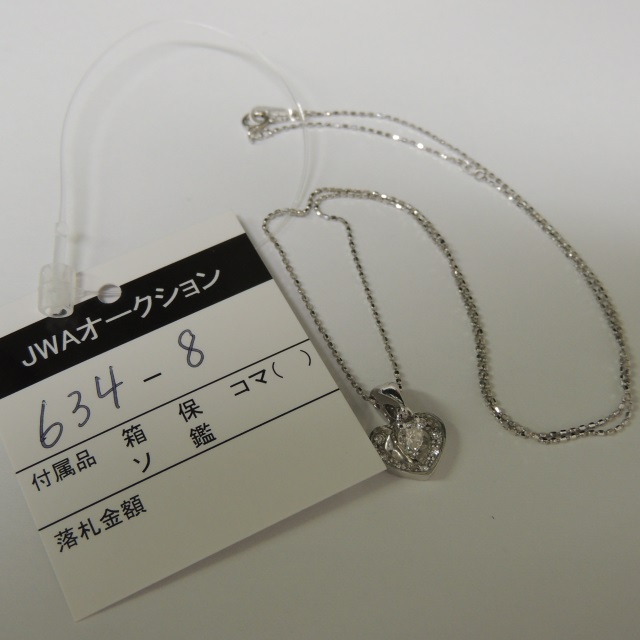 JWAオークション
634-8
付属品 箱 保 コマ( )
ソ 鑑
落札金額